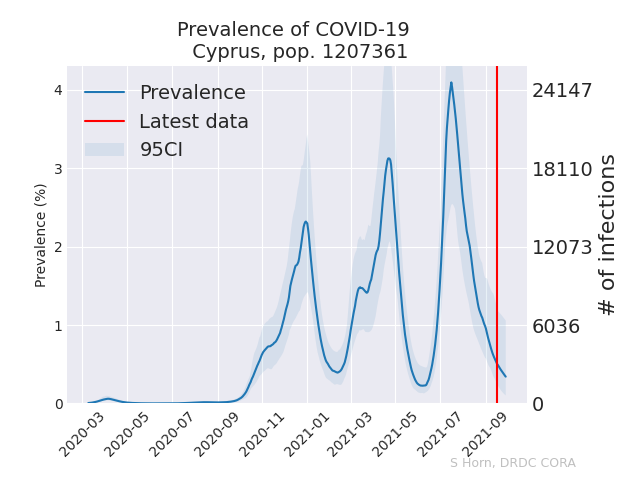 Prevalence of COVID-19
Cyprus, pop. 1207361
Prevalence
Latest data
95CI
Prevalence (%)
4
3
2
1
0
24147
18110
12073
6036
0
# of infections
2020-03
2020-05
2020-07
2020-09
2020-11
2021-01
2021-03
2021-05
2021-07
2021-09
S Horn, DRDC CORA